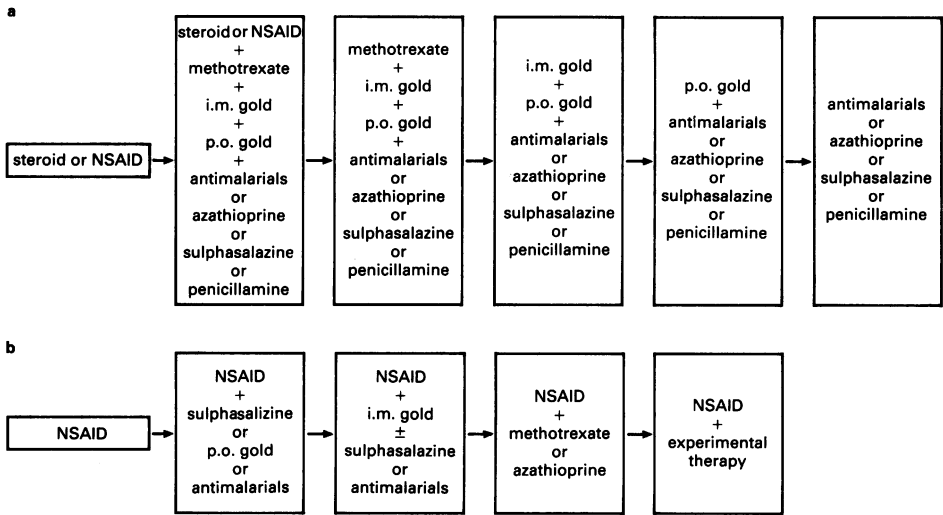 a
steroid or NSAID
steroid or NSAID
+
methotrexate
+
i.m. gold
+
p.o. gold
+
antimalarials
or
azathioprine
or
sulphasalazine
or
penicillamine
methotrexate
+
i.m. gold
+
p.o. gold
+
antimalarials
or
azathioprine
or
sulphasalazine
or
penicillamine
i.m. gold
+
p.o. gold
+
antimalarials
or
azathioprine
or
sulphasalazine
or
penicillamine
p.o. gold
+
antimalarials
or
azathioprine
or
sulphasalazine
or
penicillamine
antimalarials
or
azathioprine
or
sulphasalazine
or
penicillamine
b
NSAID
NSAID
+
sulphasalizine
or
p.o. gold
or
antimalarials
NSAID
+
i.m. gold
±
sulphasalazine
or
antimalarials
NSAID
+
methotrexate
or
azathioprine
NSAID
+
experimental
therapy